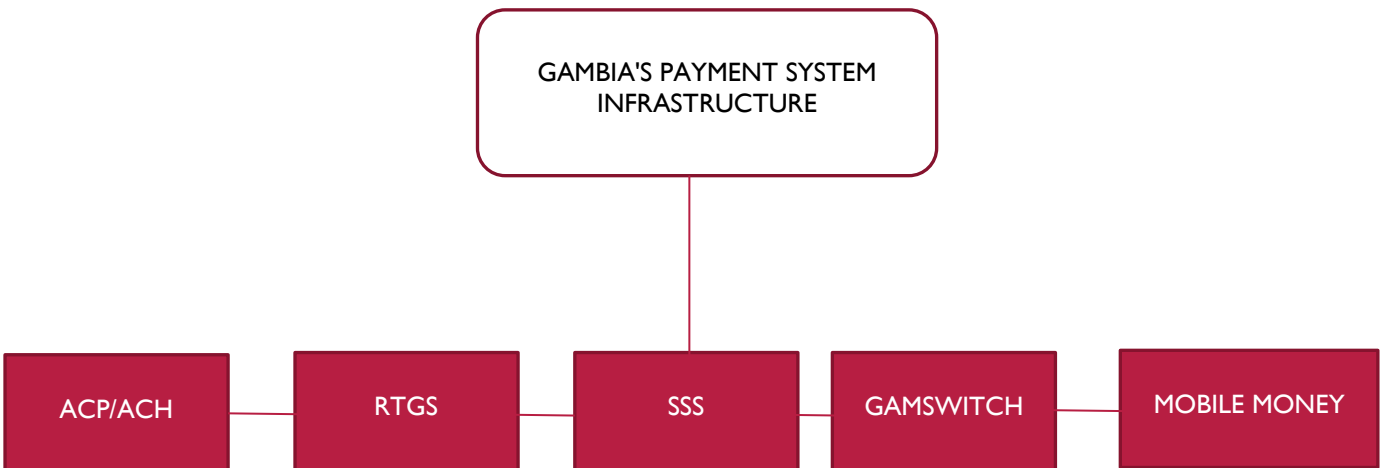 GAMBIA'S PAYMENT SYSTEM
INFRASTRUCTURE
ACP/ACH
RTGS
SSS
GAMSWITCH
MOBILE MONEY